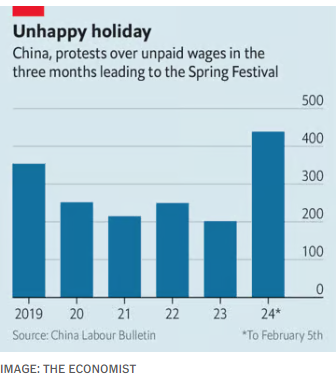 Unhappy holiday
China, protests over unpaid wages in the
three months leading to the Spring Festival
500
400
300
200
100
0
2019 20 21 22 23 24*
Source: China Labour Bulletin *To February 5th
IMAGE: THE ECONOMIST